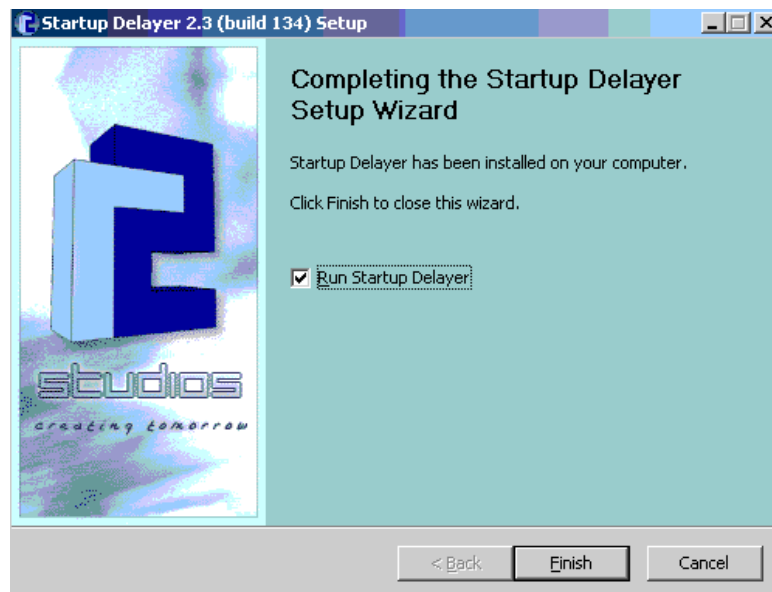 Startup Delayer 2.3 (build 134) Setup
Completing the Startup Delayer
Setup Wizard
Startup Delayer has been installed on your computer.
Click Finish to close this wizard.
Run Startup Delayer
r2
studios
creating tomorrow
< Back
Finish
Cancel